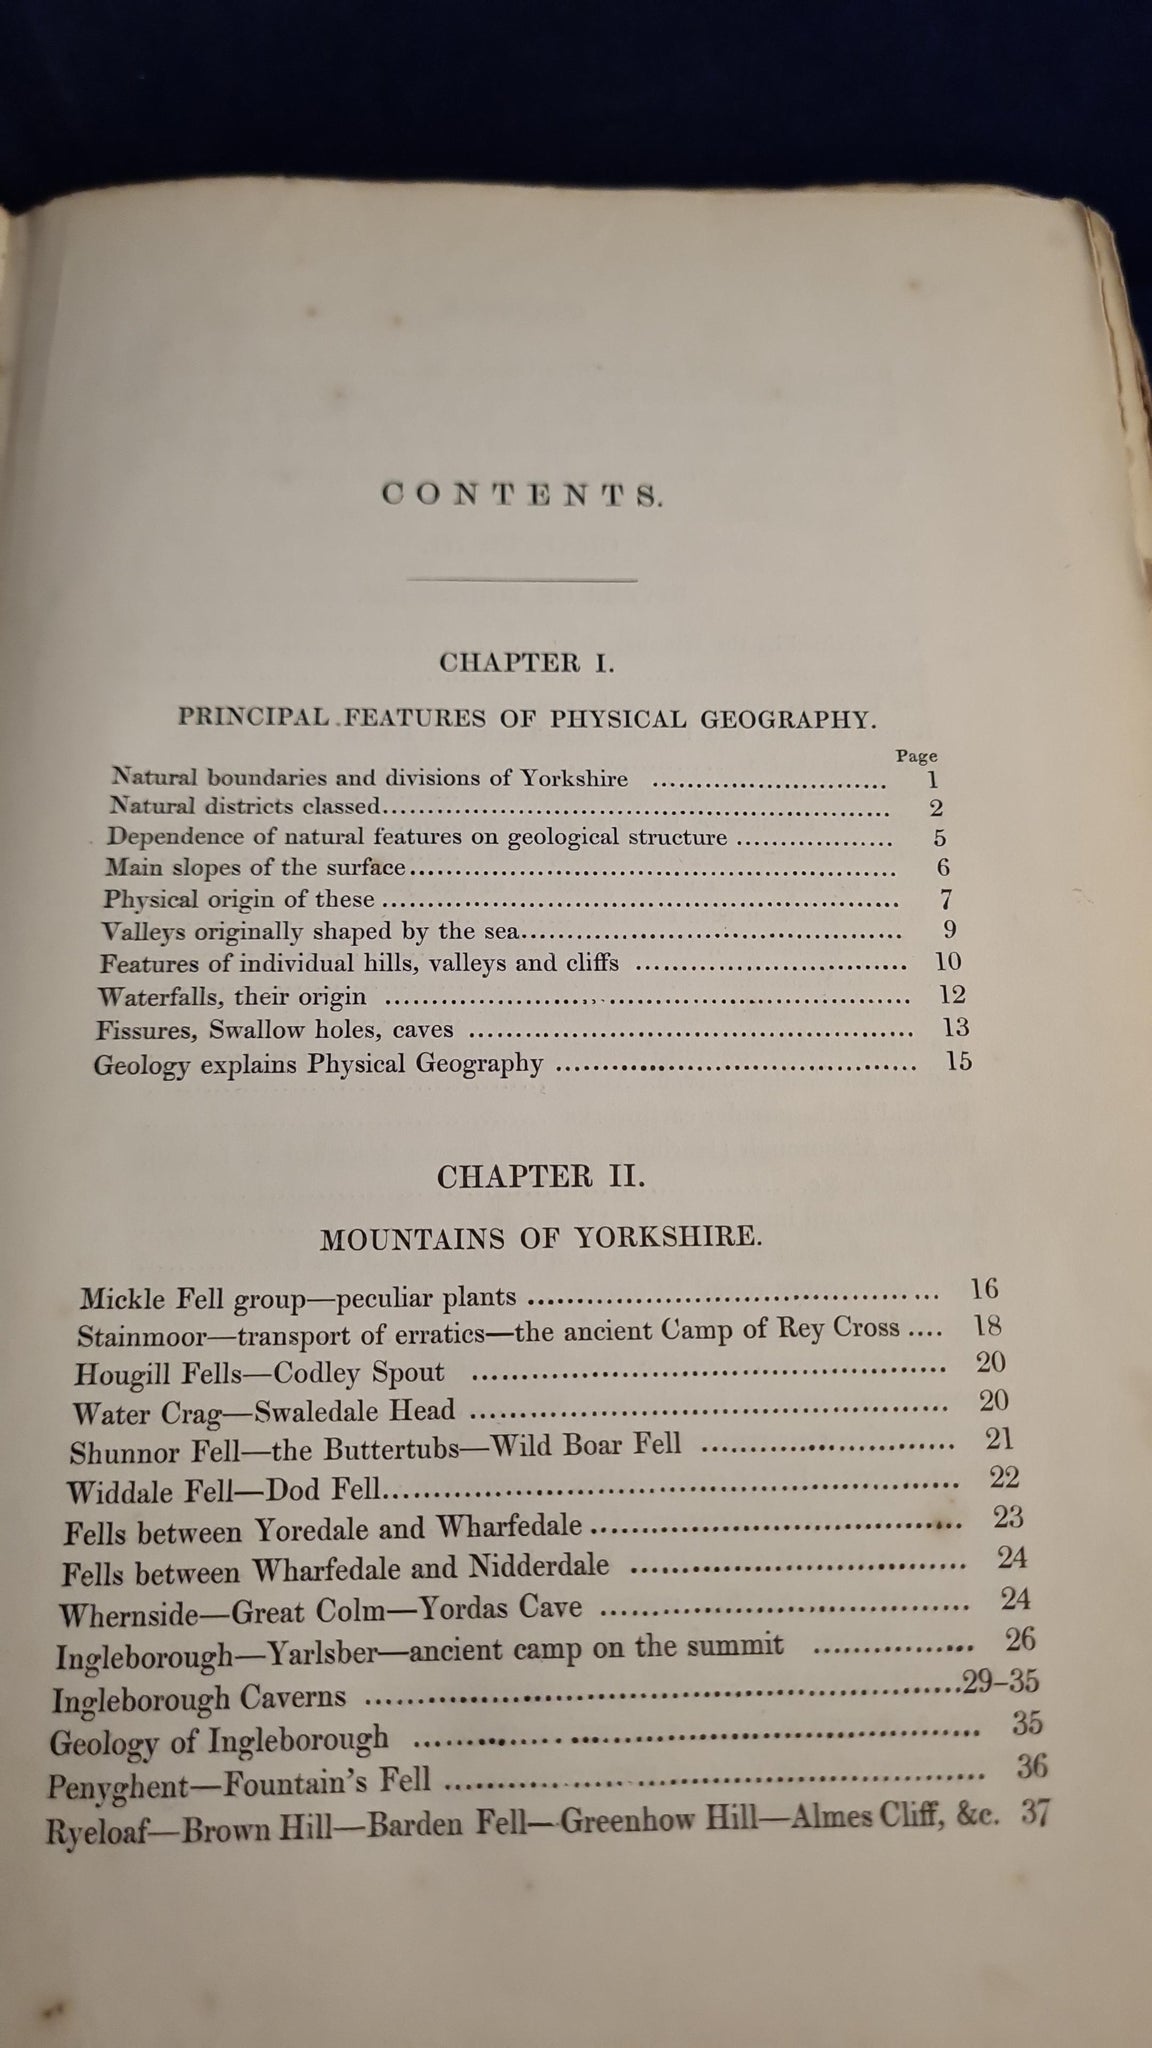 CONTENTS.
CHAPTER I.
PRINCIPAL FEATURES OF PHYSICAL GEOGRAPHY.
Page
Natural boundaries and divisions of Yorkshire ........................... 1
Natural districts classed.......................................................... 2
Dependence of natural features on geological structure .................. 5
Main slopes of the surface....................................................... 6
Physical origin of these .......................................................... 7
Valleys originally shaped by the sea........................................... 9
Features of individual hills, valleys and cliffs ............................... 10
Waterfalls, their origin ........................................................... 12
Fissures, Swallow holes, caves ................................................. 13
Geology explains Physical Geography ........................................ 15
CHAPTER II.
MOUNTAINS OF YORKSHIRE.
Mickle Fell group—peculiar plants ........................................... 16
Stainmoor—transport of erratics—the ancient Camp of Rey Cross .... 18
Hougill Fells—Codley Spout ................................................. 20
Water Crag—Swaledale Head ................................................. 20
Shunnor Fell—the Buttertubs—Wild Boar Fell .......................... 21
Widdale Fell—Dod Fell.......................................................... 22
Fells between Yoredale and Wharfedale ...................................... 23
Fells between Wharfedale and Nidderdale .................................. 24
Whernside—Great Colm—Yordas Cave ...................................... 24
Ingleborough—Yarlsber—ancient camp on the summit ................ 26
Ingleborough Caverns ..........................................................29–35
Geology of Ingleborough ....................................................... 35
Penyghent—Fountain's Fell ..................................................... 36
Ryeloaf—Brown Hill—Barden Fell—Greenhow Hill—Almes Cliff, &c. 37